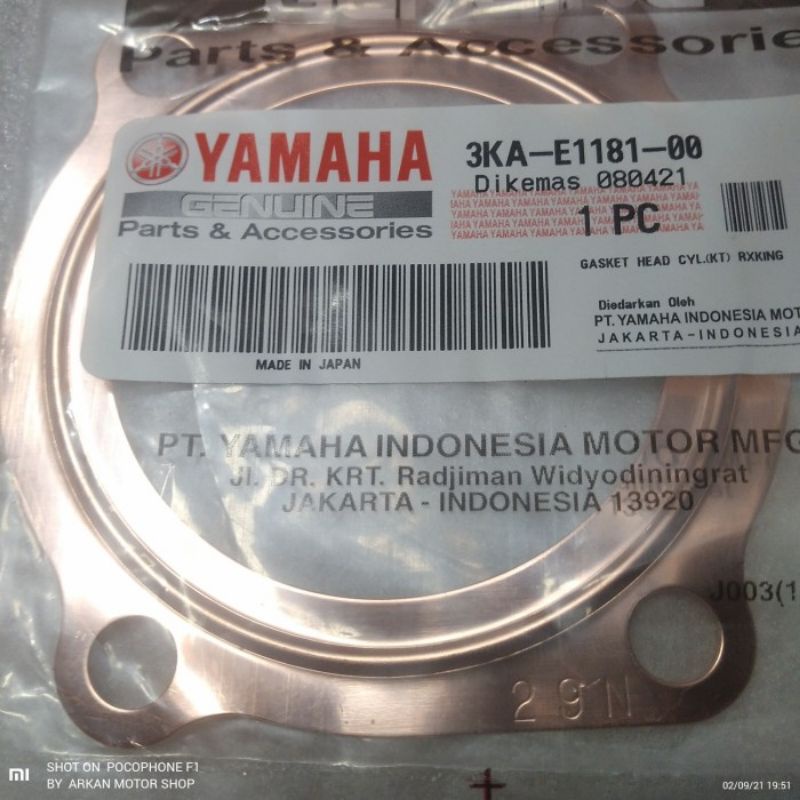 Parts & Accessorie
YAMAHA
GENUINE
Parts & Accessories
3KA-E1181-00
Dikemas 080421
1 PC
GASKET HEAD CYL.(KT) RXKING
Diedarkan Oleh
PT. YAMAHA INDONESIA MOT
JAKARTA-INDONESIA
MADE IN JAPAN
PT. YAMAHA INDONESIA MOTOR MFG
Jl. DR. KRT. Radjiman Widyodiningrat
JAKARTA - INDONESIA 13920
J003(1
29N
SHOT ON POCOPHONE F1
BY ARKAN MOTOR SHOP
02/09/21 19:51